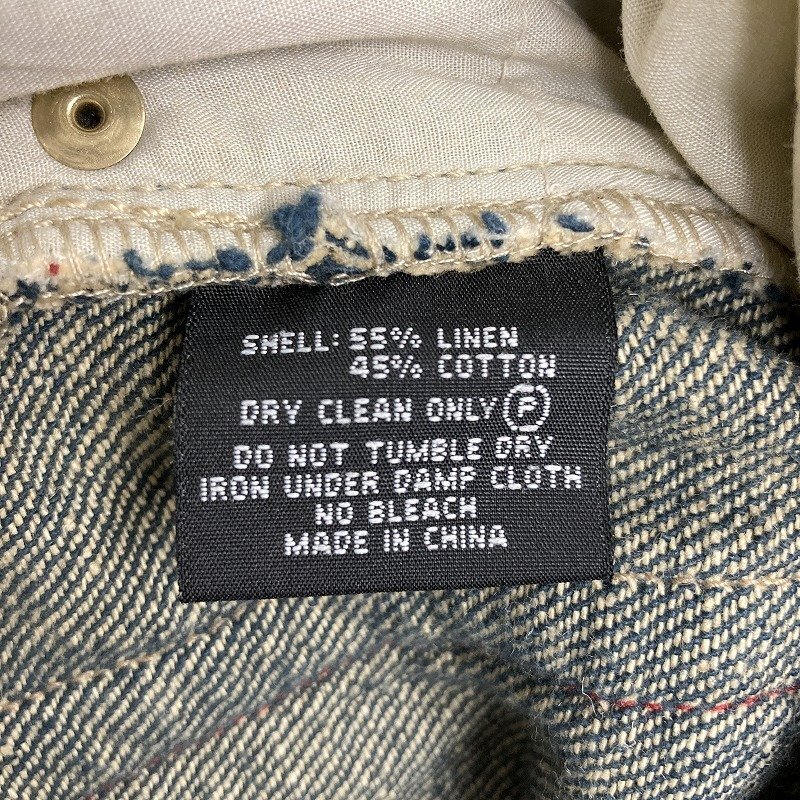 SHELL: 55% LINEN
45% COTTON
DRY CLEAN ONLY Ⓟ
DO NOT TUMBLE DRY
IRON UNDER DAMP CLOTH
NO BLEACH
MADE IN CHINA